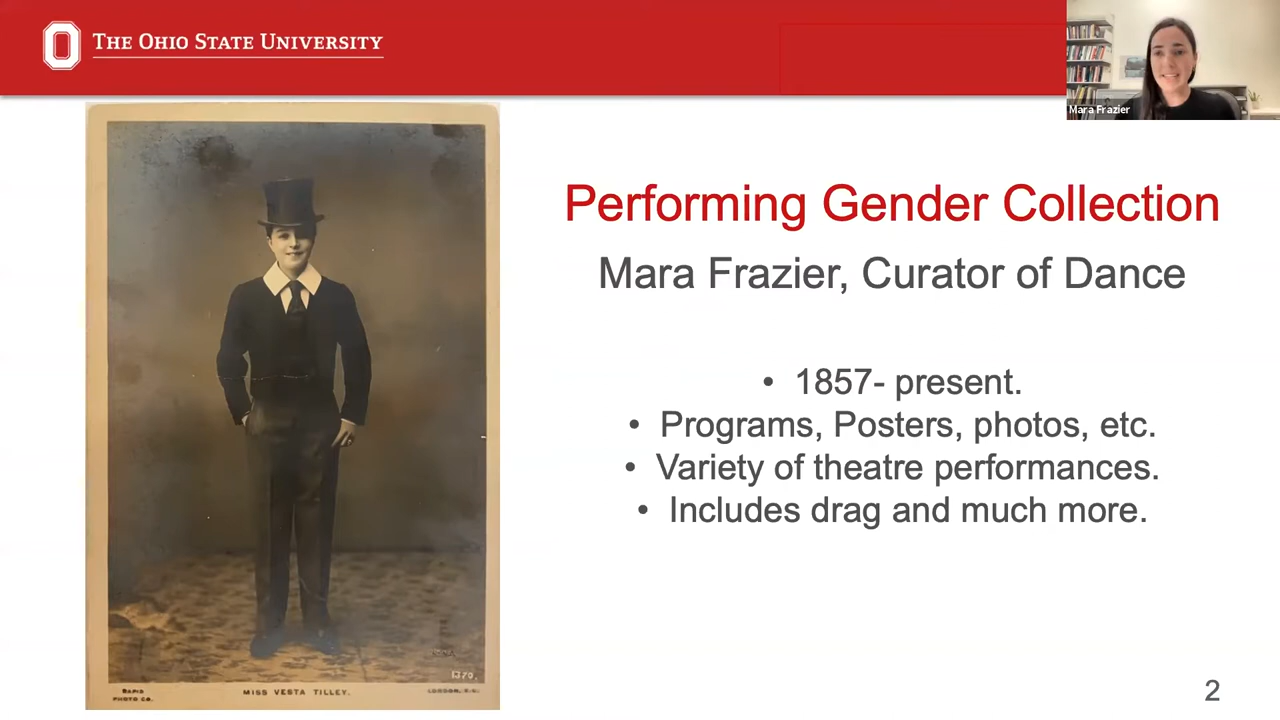 THE OHIO STATE UNIVERSITY
Mara Frazier
Performing Gender Collection
Mara Frazier, Curator of Dance
• 1857- present.
• Programs, Posters, photos, etc.
• Variety of theatre performances.
• Includes drag and much more.
1370.
RAPID
PHOTO CO.
MISS VESTA TILLEY.
LONDON, E.C.
2